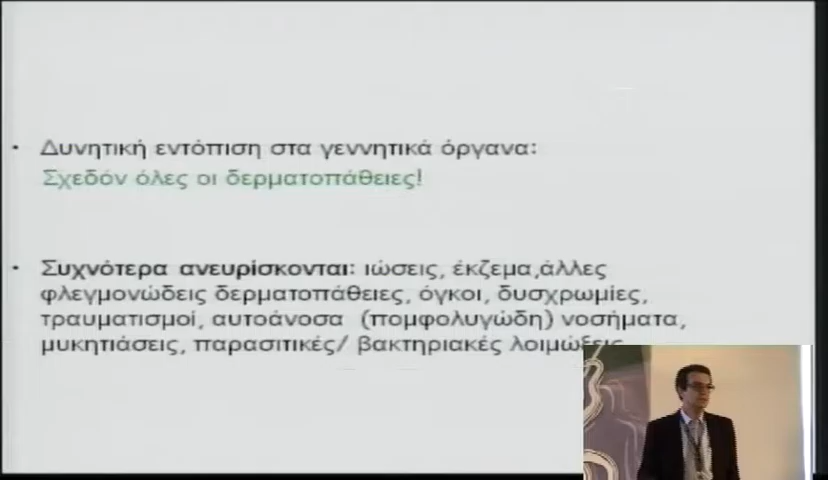 • Δυνητική εντόπιση στα γεννητικά όργανα:
Σχεδόν όλες οι δερματοπάθειες!
• Συχνότερα ανευρίσκονται: ιώσεις, έκζεμα,άλλες
φλεγμονώδεις δερματοπάθειες, όγκοι, δυσχρωμίες,
τραυματισμοί, αυτοάνοσα (πομφολυγώδη) νοσήματα,
μυκητιάσεις, παρασιτικές/ βακτηριακές λοιμώξεις